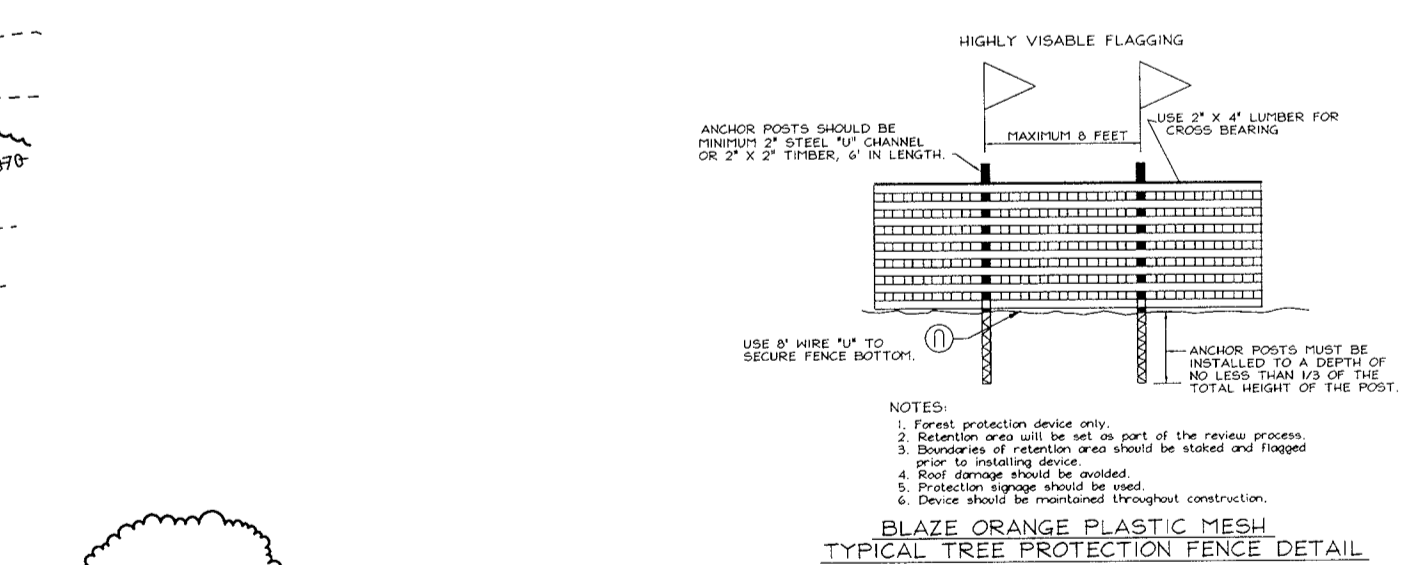 HIGHLY VISABLE FLAGGING
ANCHOR POSTS SHOULD BE
MINIMUM 2" STEEL "U" CHANNEL
OR 2" X 2" TIMBER, 6' IN LENGTH.
MAXIMUM 8 FEET
USE 2" X 4" LUMBER FOR
CROSS BEARING
370
USE 8' WIRE "U" TO
SECURE FENCE BOTTOM.
ANCHOR POSTS MUST BE
INSTALLED TO A DEPTH OF
NO LESS THAN 1/3 OF THE
TOTAL HEIGHT OF THE POST.
NOTES:
1. Forest protection device only.
2. Retention area will be set as part of the review process.
3. Boundaries of retention area should be staked and flagged
prior to installing device.
4. Roof damage should be avoided.
5. Protection signage should be used.
6. Device should be maintained throughout construction.
BLAZE ORANGE PLASTIC MESH
TYPICAL TREE PROTECTION FENCE DETAIL